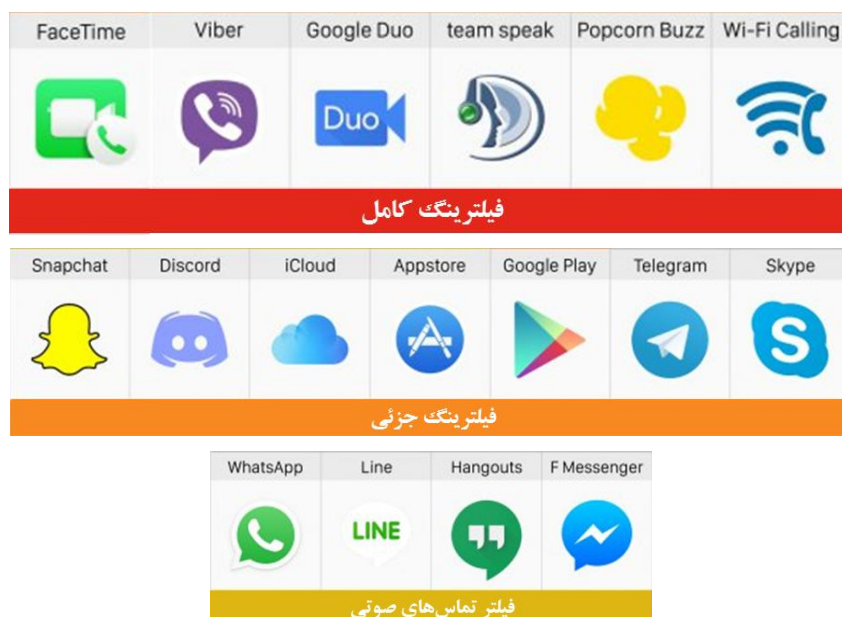 FaceTime Viber Google Duo team speak Popcorn Buzz Wi-Fi Calling
Duo
فیلترینگ کامل
Snapchat Discord iCloud Appstore Google Play Telegram Skype
S
فیلترینگ جزئی
WhatsApp Line Hangouts F Messenger
LINE
فیلتر تماس‌های صوتی